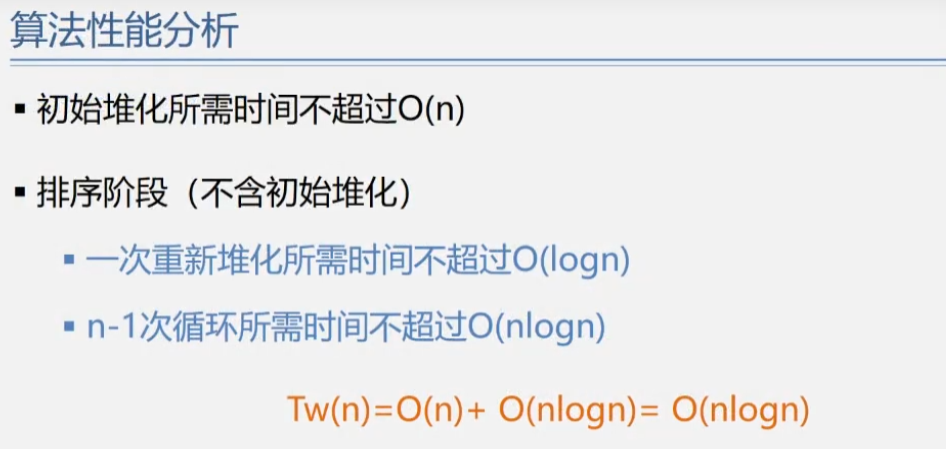 算法性能分析
▪ 初始堆化所需时间不超过O(n)
▪ 排序阶段（不含初始堆化）
▪ 一次重新堆化所需时间不超过O(logn)
▪ n-1次循环所需时间不超过O(nlogn)
Tw(n)=O(n)+ O(nlogn)= O(nlogn)